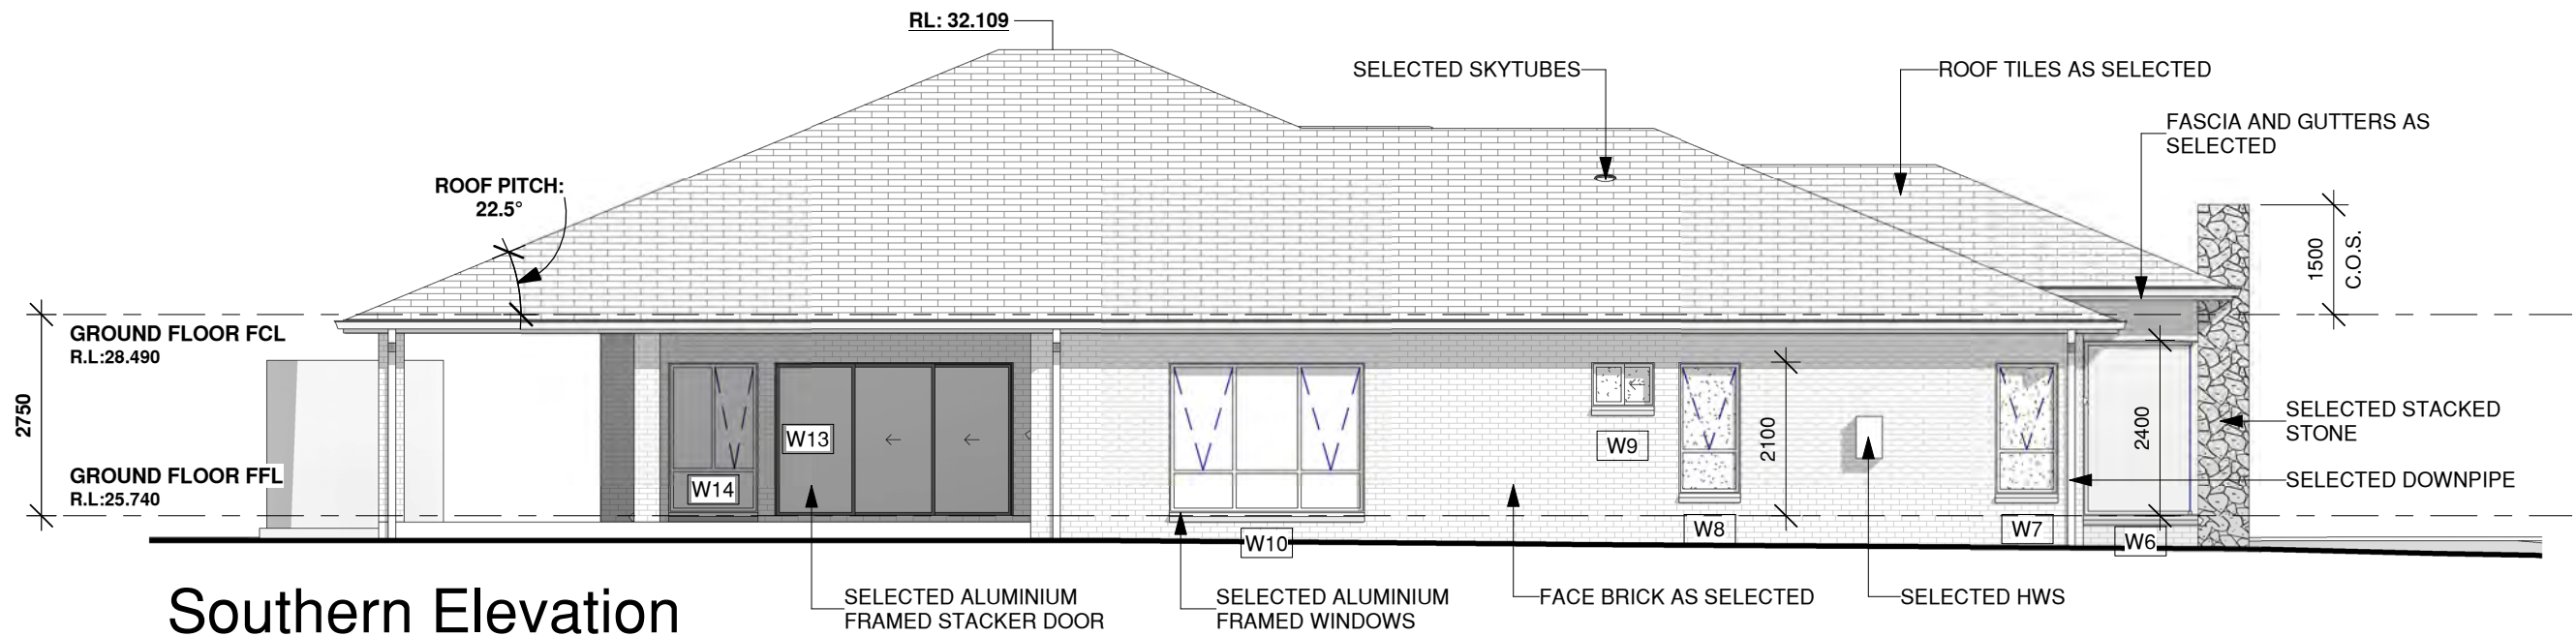 RL: 32.109
SELECTED SKYTUBES
ROOF TILES AS SELECTED
FASCIA AND GUTTERS AS
SELECTED
ROOF PITCH:
22.5°
1500
C.O.S.
GROUND FLOOR FCL
R.L:28.490
2750
GROUND FLOOR FFL
R.L:25.740
W14
W13
W10
W9
W8
2100
W7
2400
W6
SELECTED STACKED
STONE
SELECTED DOWNPIPE
Southern Elevation
SELECTED ALUMINIUM
FRAMED STACKER DOOR
SELECTED ALUMINIUM
FRAMED WINDOWS
FACE BRICK AS SELECTED
SELECTED HWS